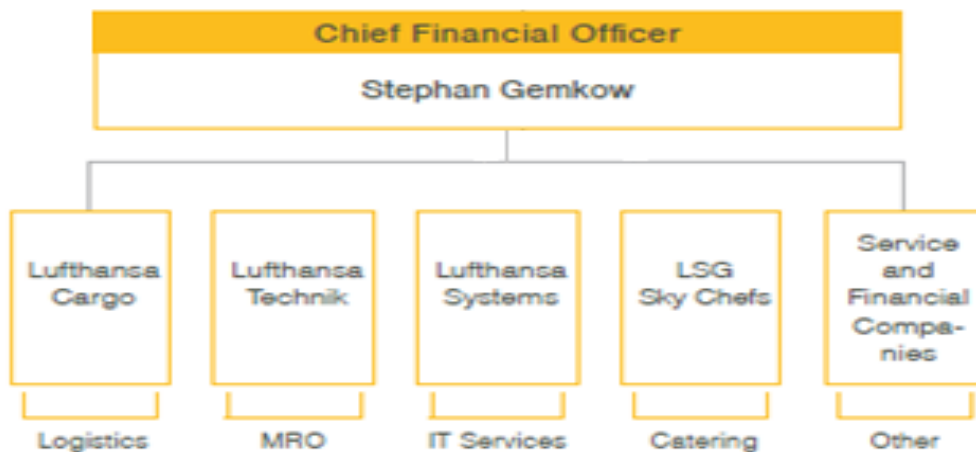 Chief Financial Officer
Stephan Gemkow
Lufthansa
Cargo
Lufthansa
Technik
Lufthansa
Systems
LSG
Sky Chefs
Service
and
Financial
Compa-
nies
Logistics
MRO
IT Services
Catering
Other